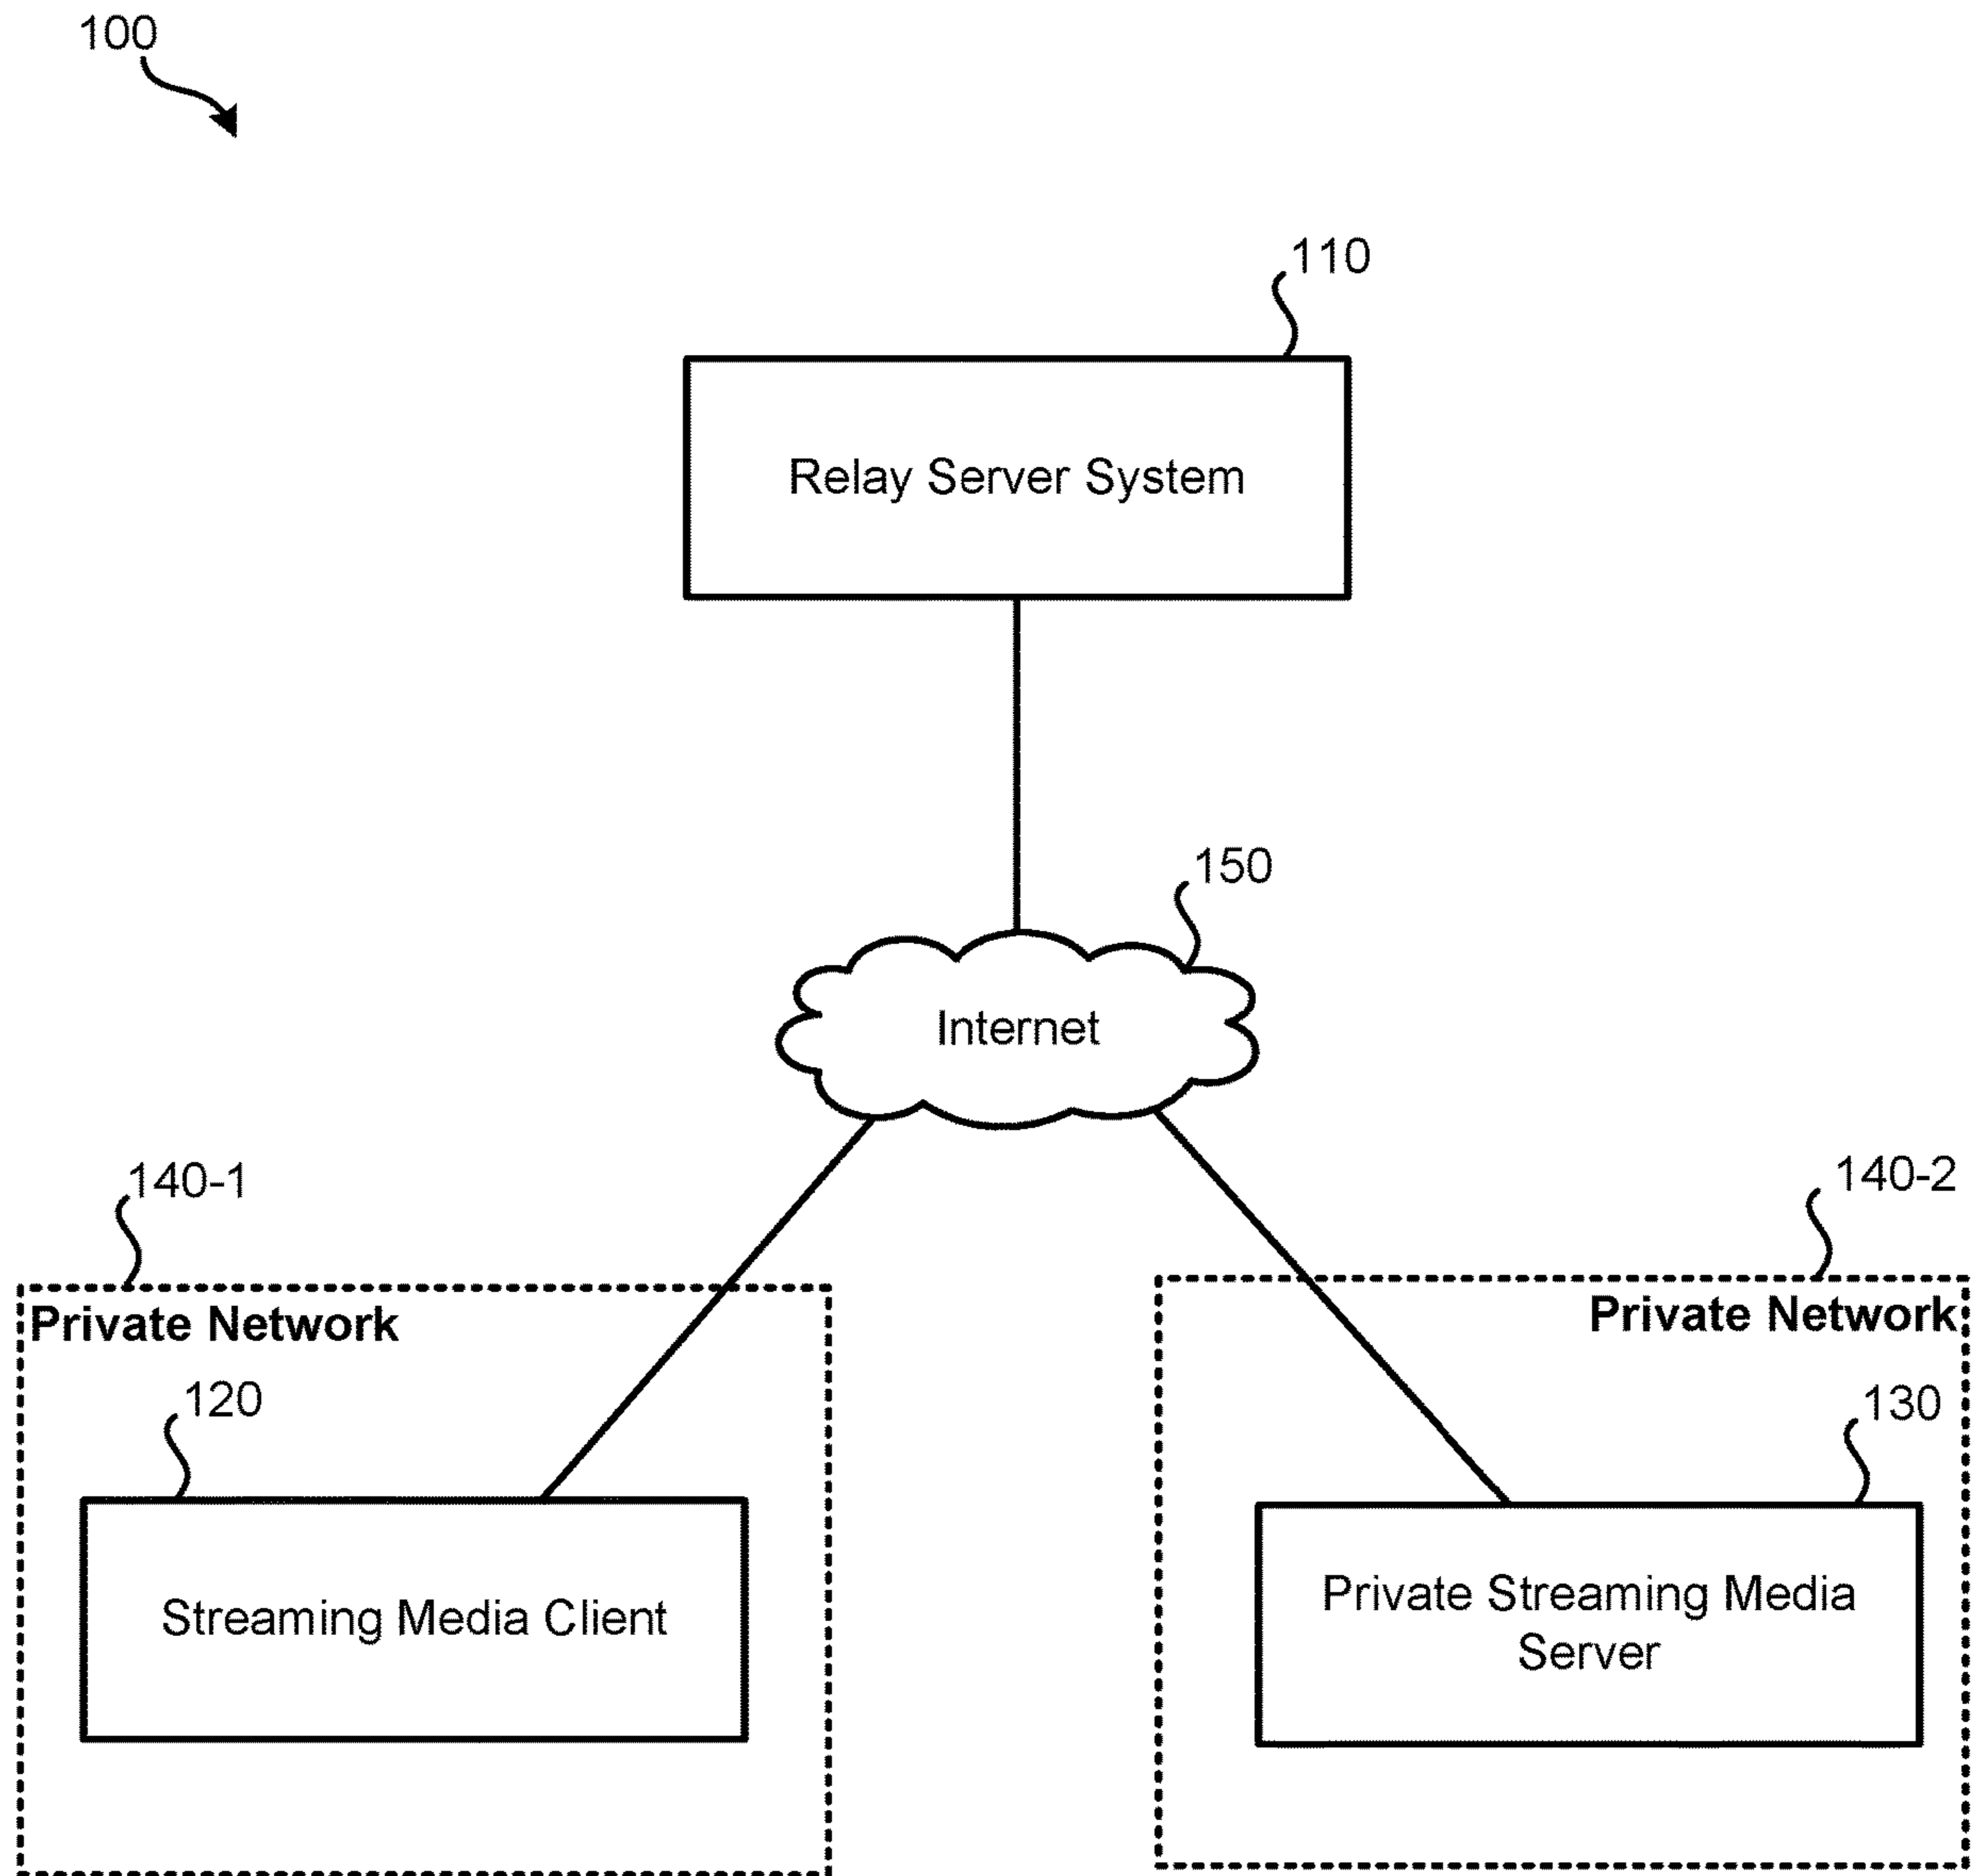 100
110
Relay Server System
150
Internet
140-1
140-2
Private Network
Private Network
120
130
Streaming Media Client
Private Streaming Media
Server